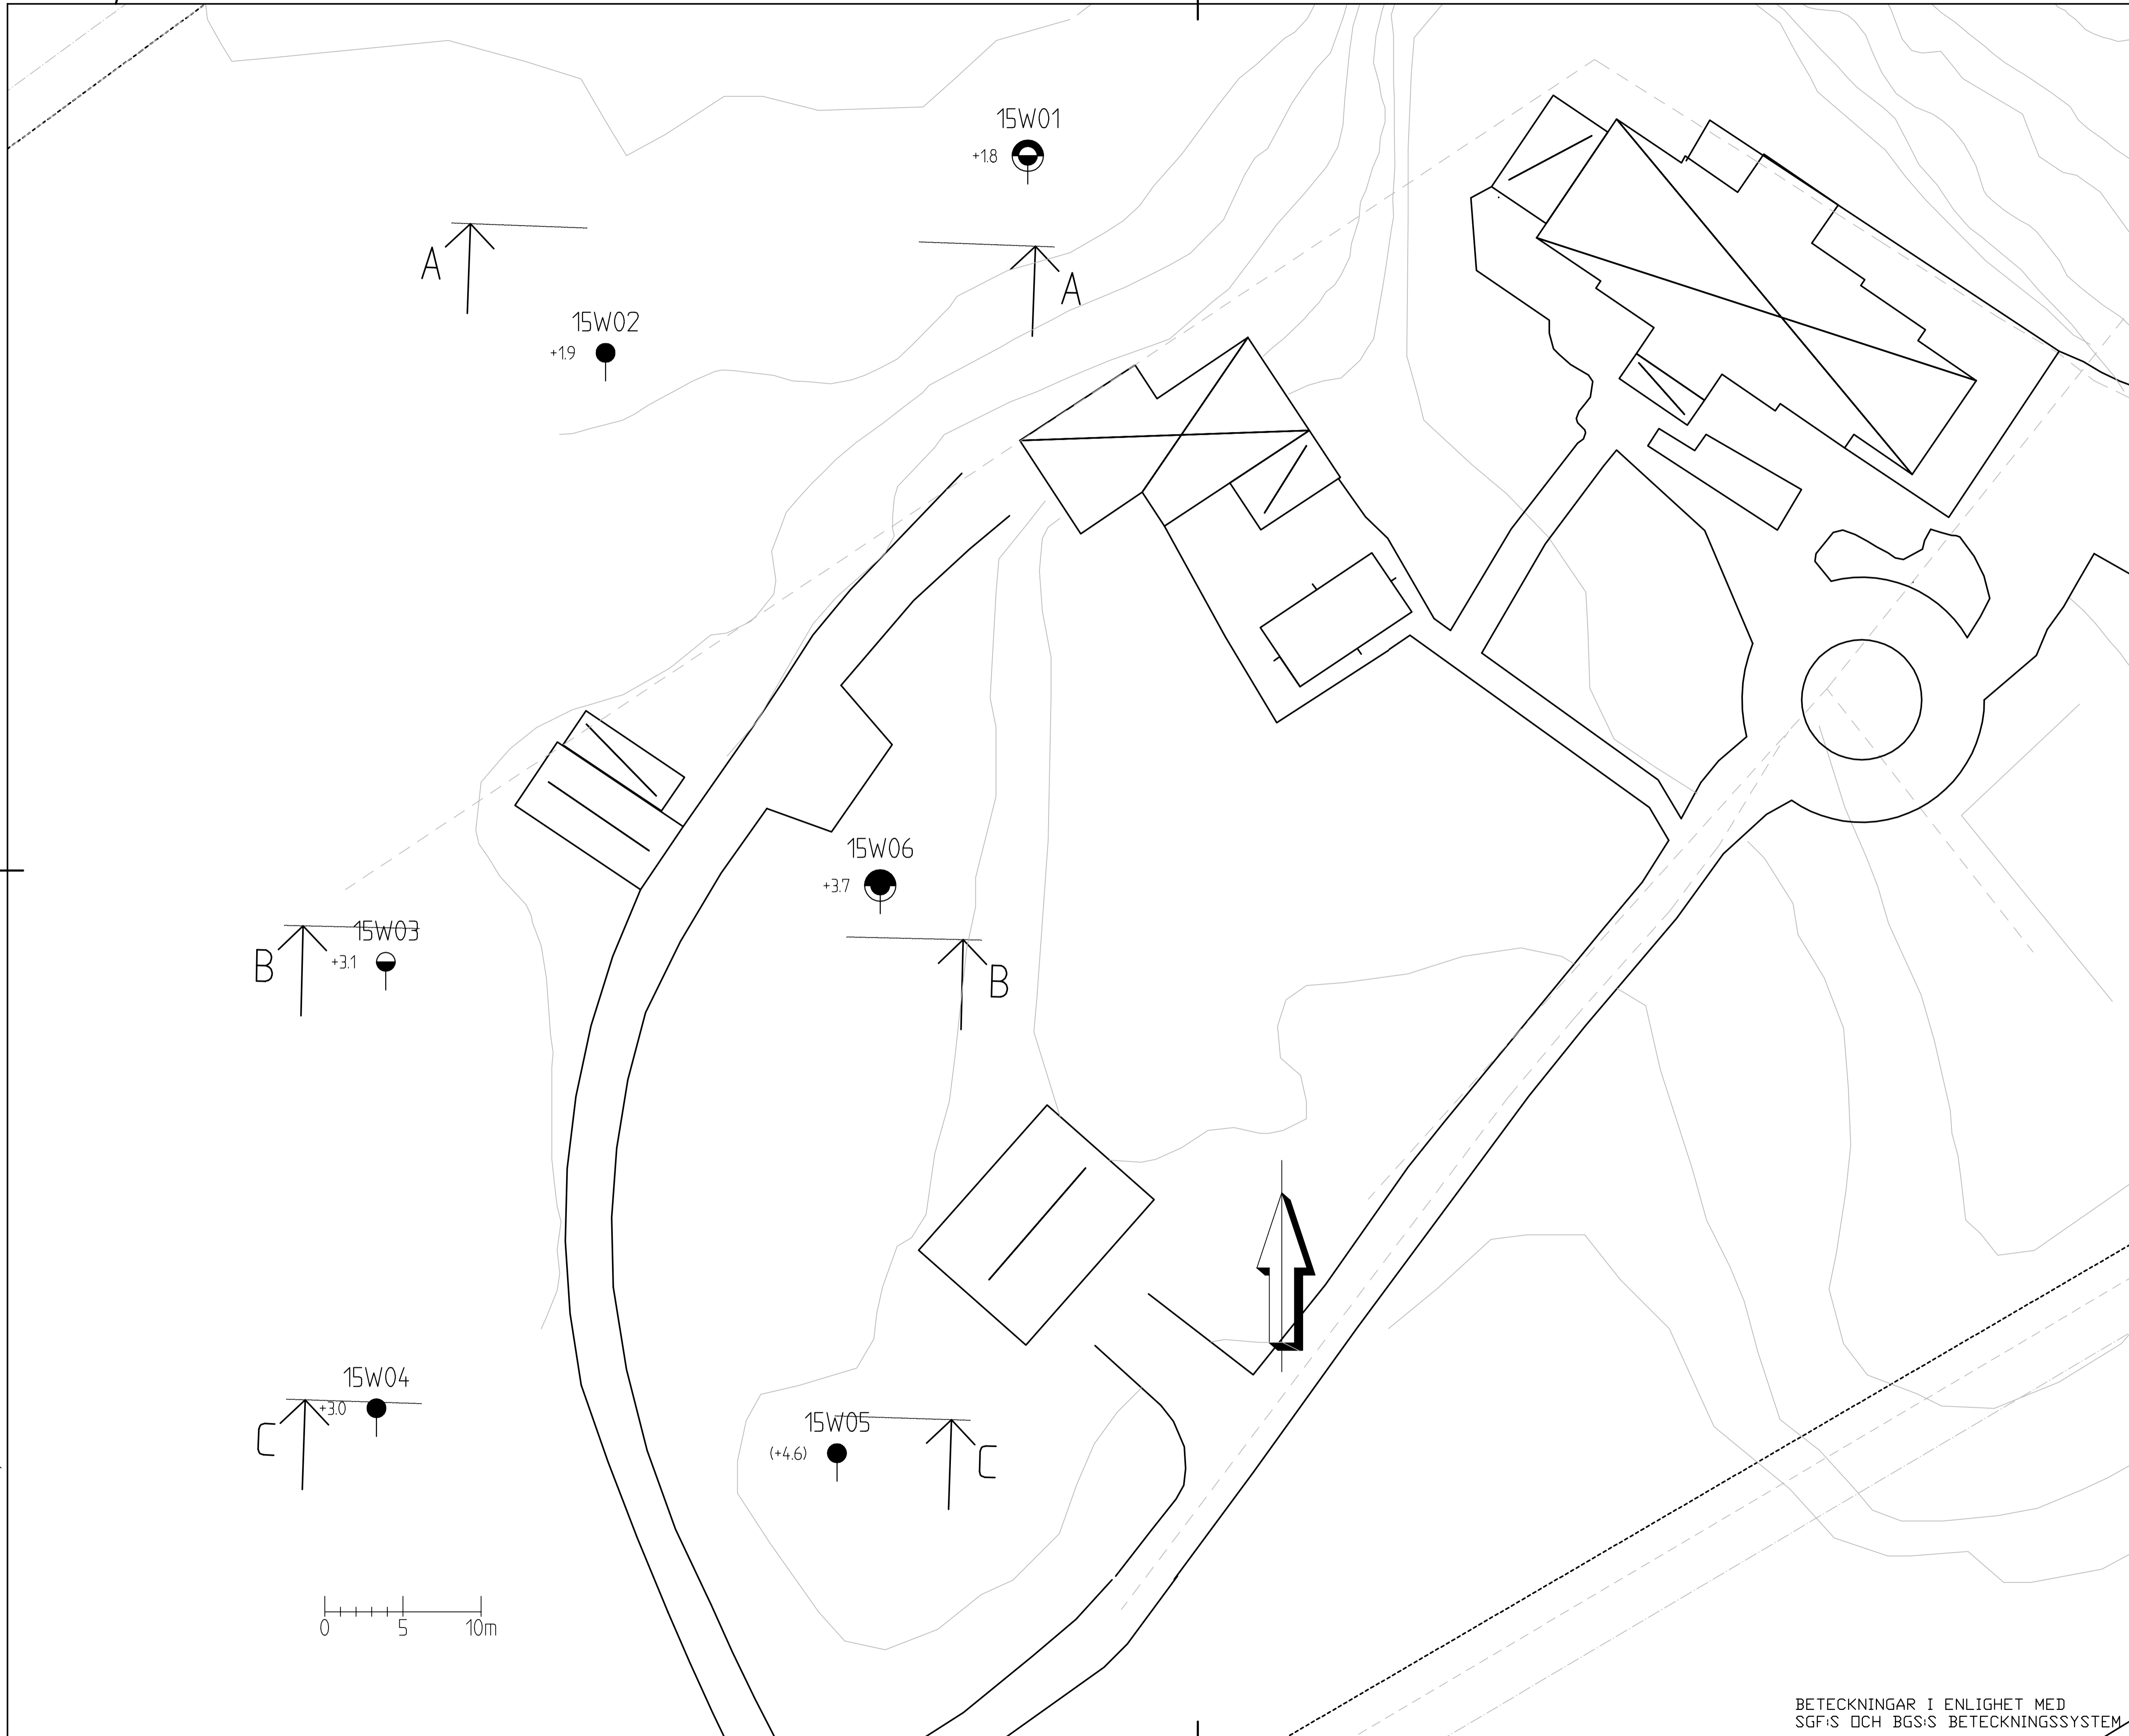 15W01
+1.8
A
A
15W02
+1.9
15W06
+3.7
15W03
+3.1
B
B
15W04
+3.0
C
15W05
(+4.6)
C
0 5 10m
BETECKNINGAR I ENLIGHET MED
SGF:S OCH BGS:S BETECKNINGSSYSTEM